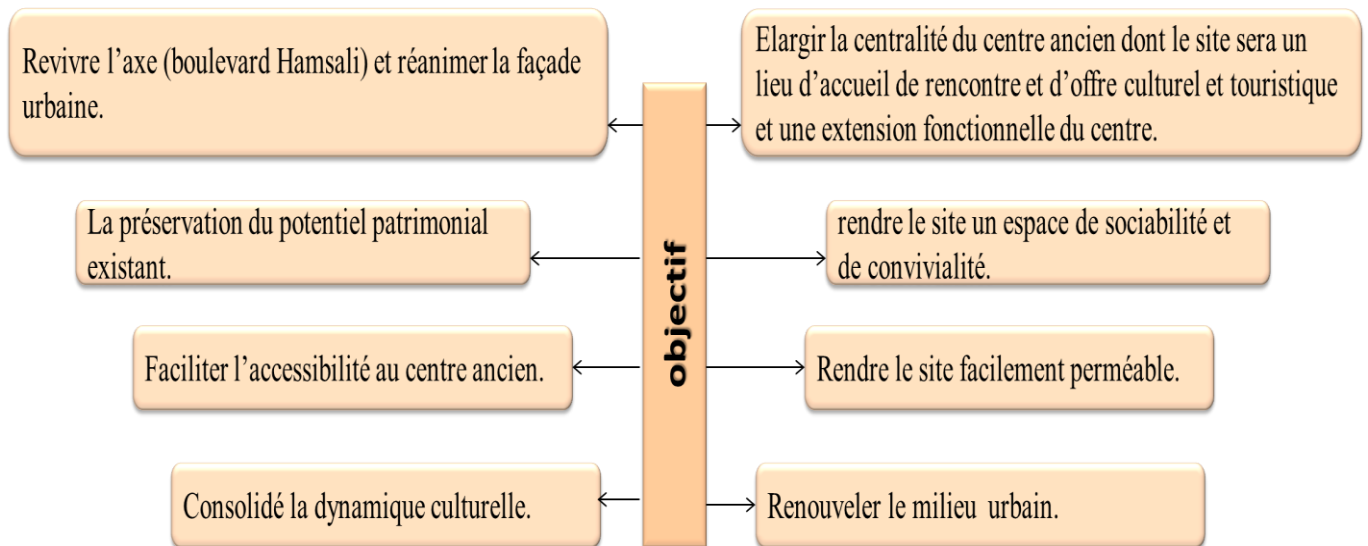 Revivre l’axe (boulevard Hamsali) et réanimer la façade
urbaine.
Elargir la centralité du centre ancien dont le site sera un
lieu d’accueil de rencontre et d’offre culturel et touristique
et une extension fonctionnelle du centre.
La préservation du potentiel patrimonial
existant.
rendre le site un espace de sociabilité et
de convivialité.
objectif
Faciliter l’accessibilité au centre ancien.
Rendre le site facilement perméable.
Consolidé la dynamique culturelle.
Renouveler le milieu urbain.